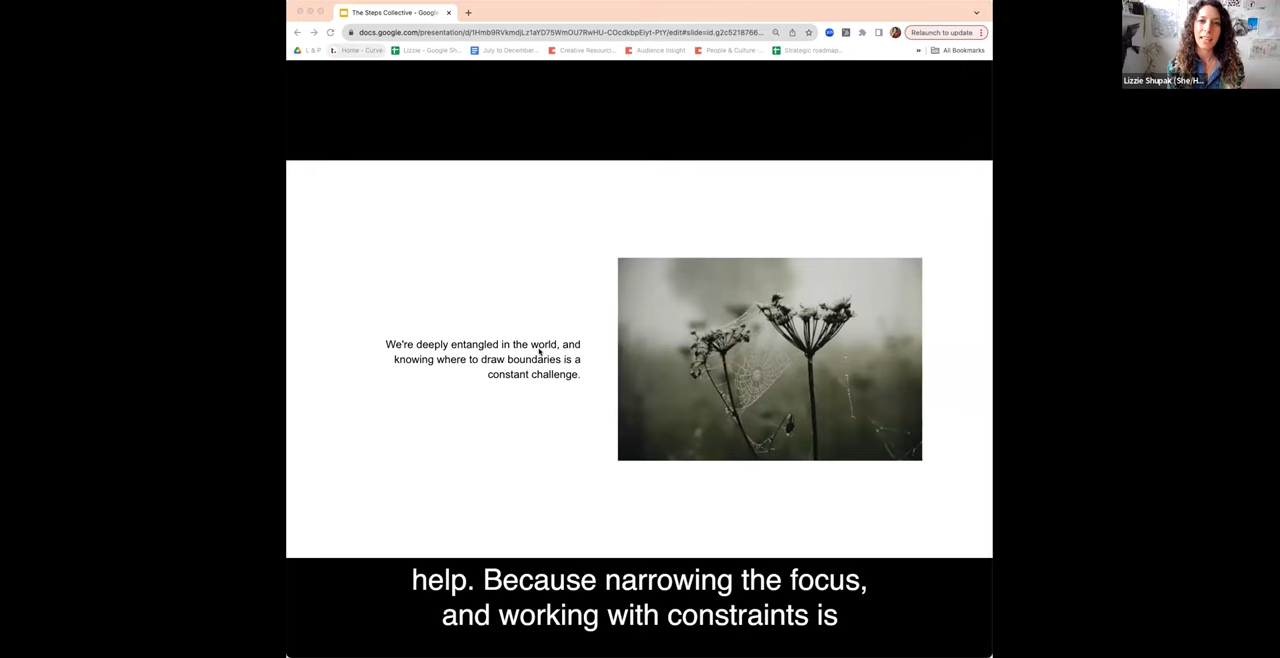 The Steps Collective - Google
docs.google.com/presentation/d/1Hmb9RVkmdjLz1aYD75WmOU7RwHU-COcdkbpEiyt-PtY/edit#slide=id.g2c5218766...
Relaunch to update
L & P
Home - Curve
Lizzie - Google Sh...
July to December...
Creative Resourci...
Audience Insight
People & Culture -...
Strategic roadmap...
»
All Bookmarks
Lizzie Shupak (She/H...
We're deeply entangled in the world, and
knowing where to draw boundaries is a
constant challenge.
help. Because narrowing the focus,
and working with constraints is